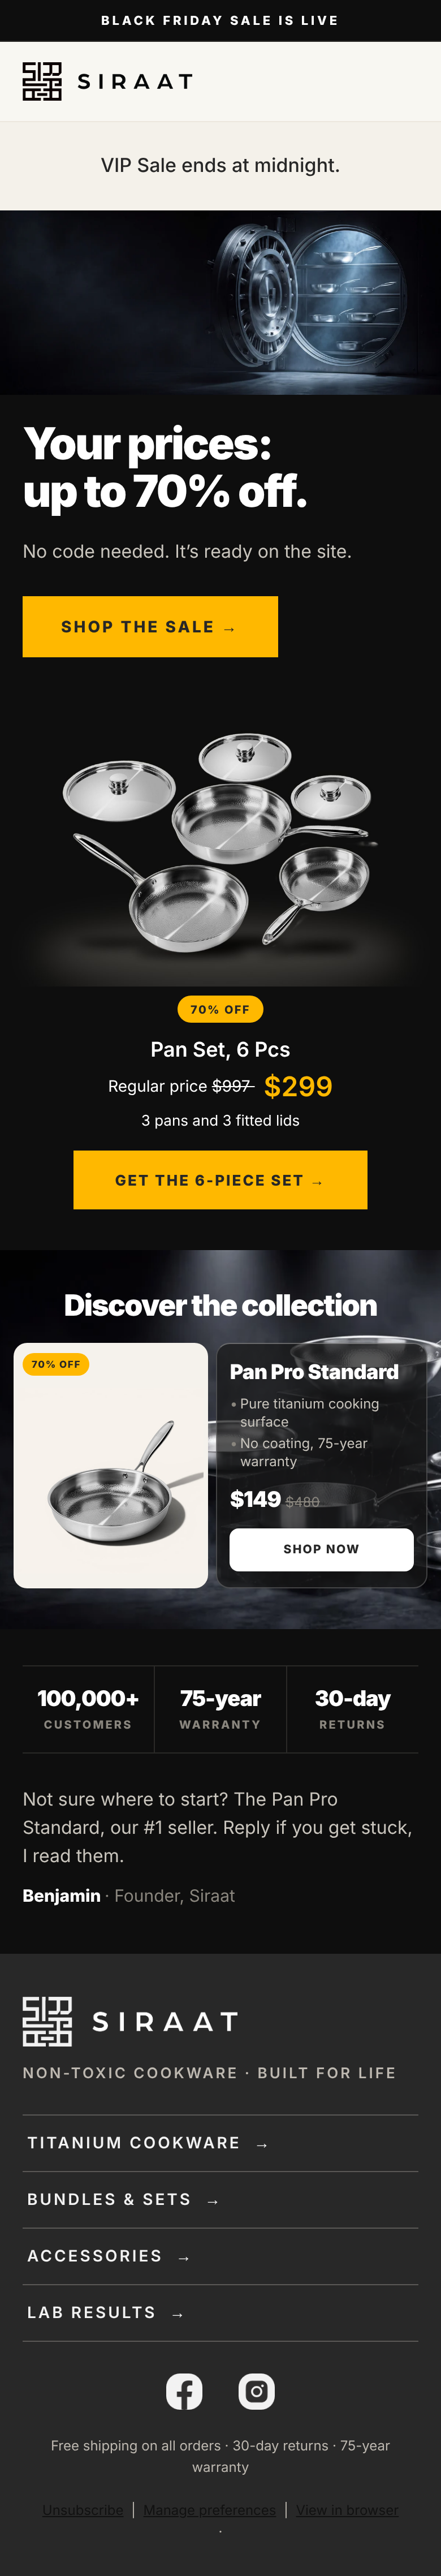 BLACK FRIDAY SALE IS LIVE
SIRAAT
VIP Sale ends at midnight.
Your prices:
up to 70% off.
No code needed. It’s ready on the site.
SHOP THE SALE →
70% OFF
Pan Set, 6 Pcs
Regular price $997 $299
3 pans and 3 fitted lids
GET THE 6-PIECE SET →
Discover the collection
70% OFF
Pan Pro Standard
• Pure titanium cooking
surface
• No coating, 75-year
warranty
$149 $480
SHOP NOW
100,000+ 75-year 30-day
CUSTOMERS WARRANTY RETURNS
Not sure where to start? The Pan Pro
Standard, our #1 seller. Reply if you get stuck,
I read them.
Benjamin · Founder, Siraat
SIRAAT
NON-TOXIC COOKWARE · BUILT FOR LIFE
TITANIUM COOKWARE →
BUNDLES & SETS →
ACCESSORIES →
LAB RESULTS →
Free shipping on all orders · 30-day returns · 75-year
warranty
Unsubscribe | Manage preferences | View in browser
·